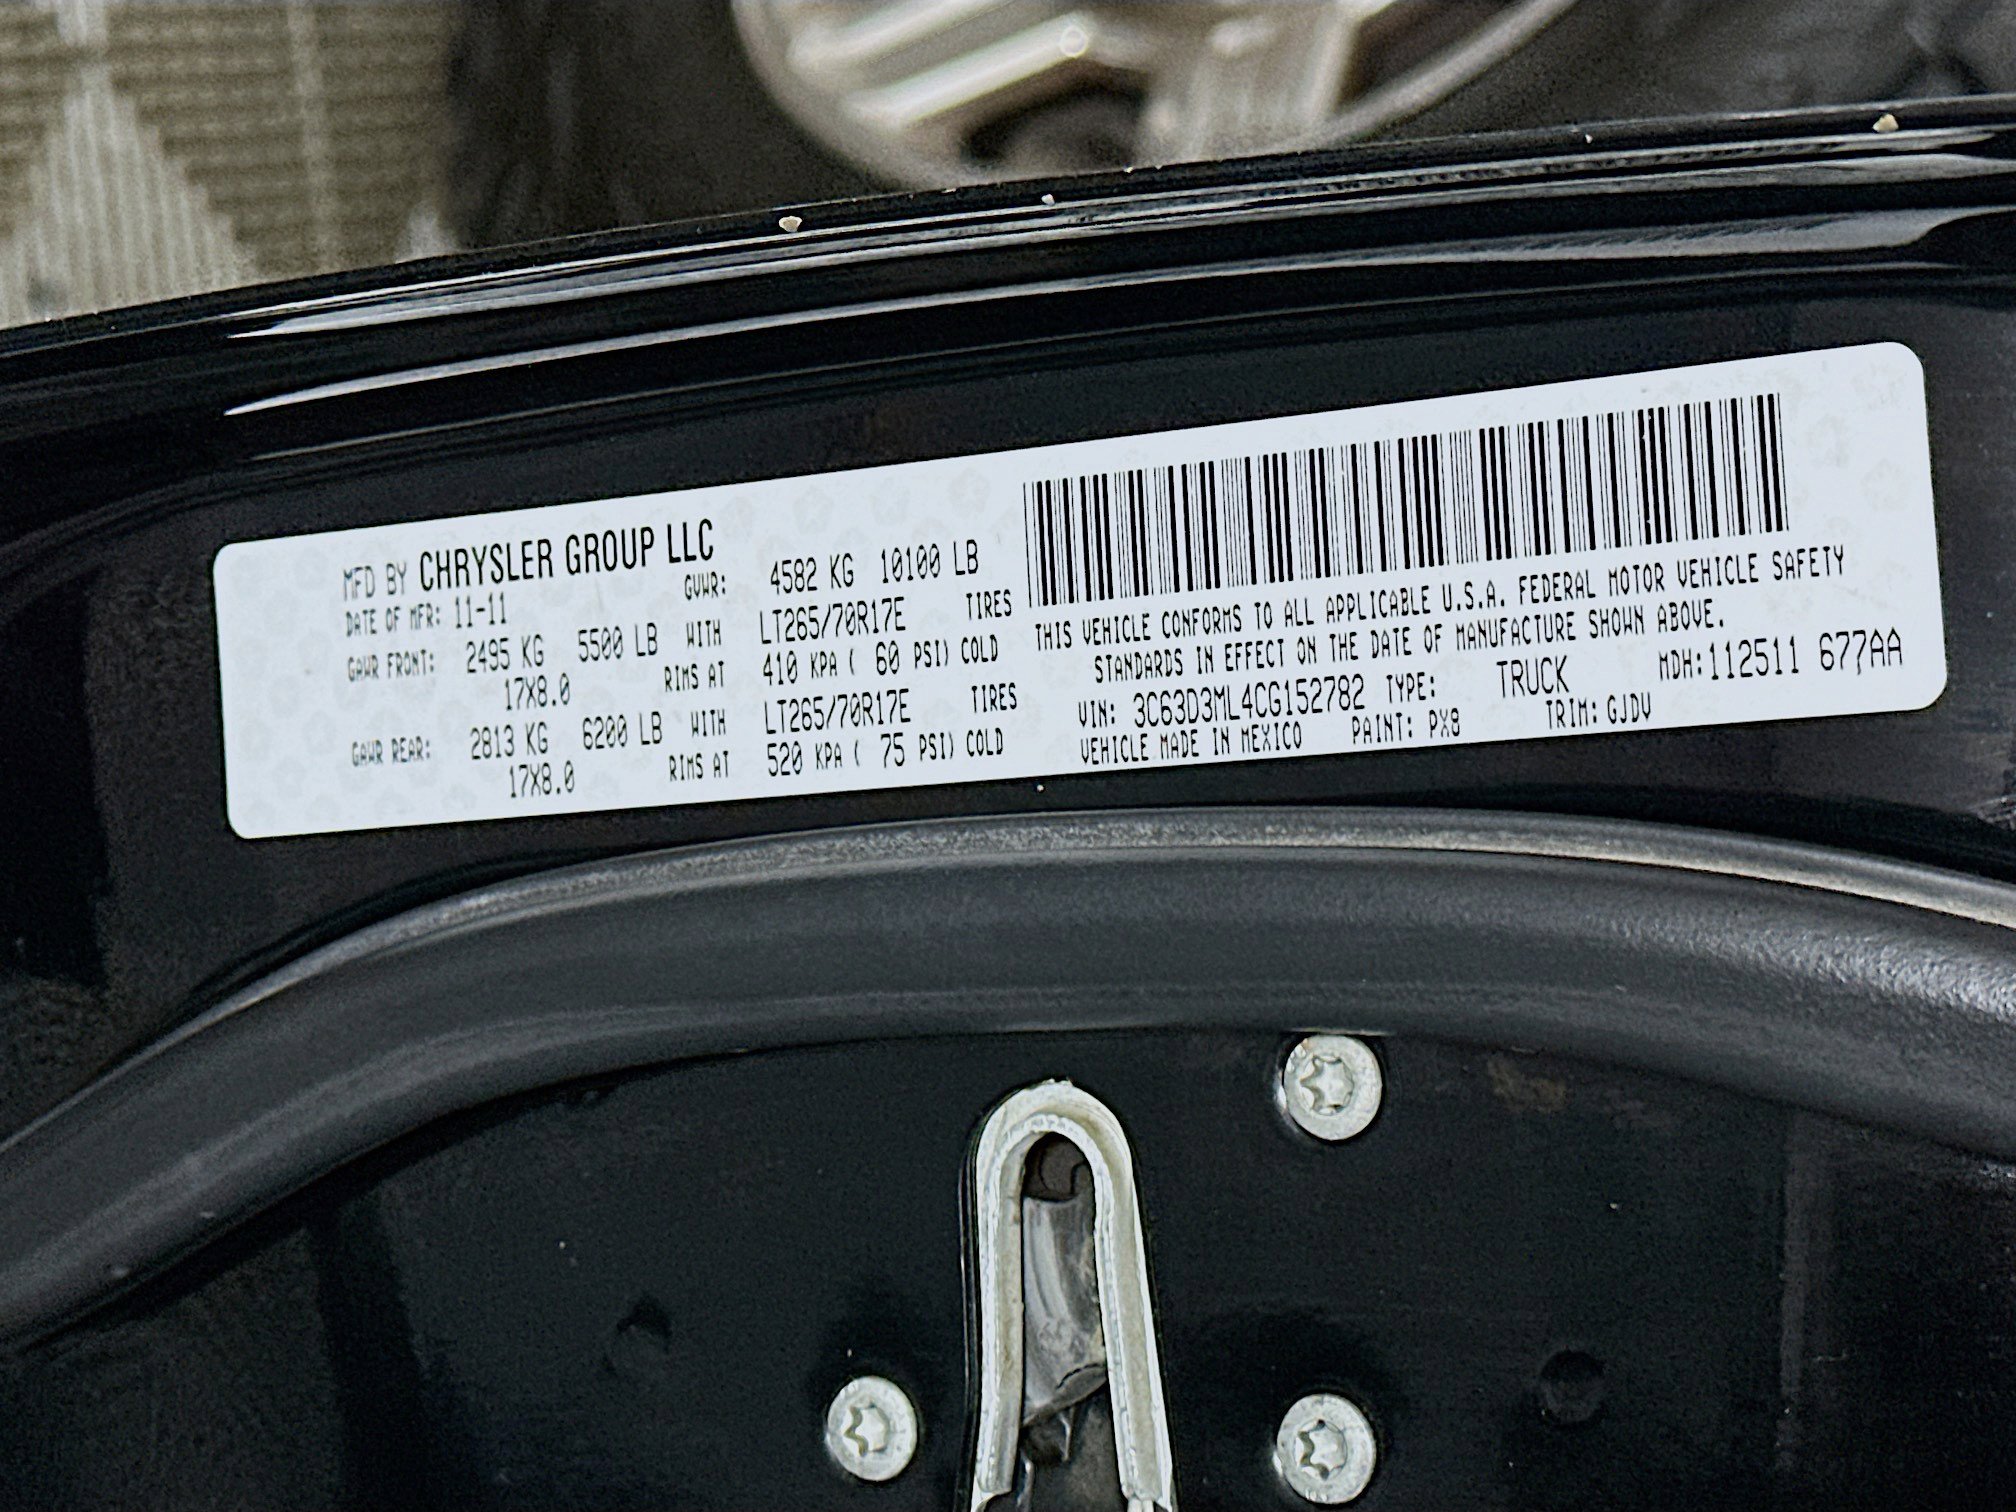 MFD BY CHRYSLER GROUP LLC
DATE OF MFR: 11-11 GVWR: 4582 KG 10100 LB
GAWR FRONT: 2495 KG 5500 LB WITH LT265/70R17E TIRES
17X8.0 RIMS AT 410 KPA ( 60 PSI) COLD
GAWR REAR: 2813 KG 6200 LB WITH LT265/70R17E TIRES
17X8.0 RIMS AT 520 KPA ( 75 PSI) COLD
THIS VEHICLE CONFORMS TO ALL APPLICABLE U.S.A. FEDERAL MOTOR VEHICLE SAFETY
STANDARDS IN EFFECT ON THE DATE OF MANUFACTURE SHOWN ABOVE.
VIN: 3C63D3ML4CG152782 TYPE: TRUCK MDH:112511 677AA
VEHICLE MADE IN MEXICO PAINT: PX8 TRIM: GJDV